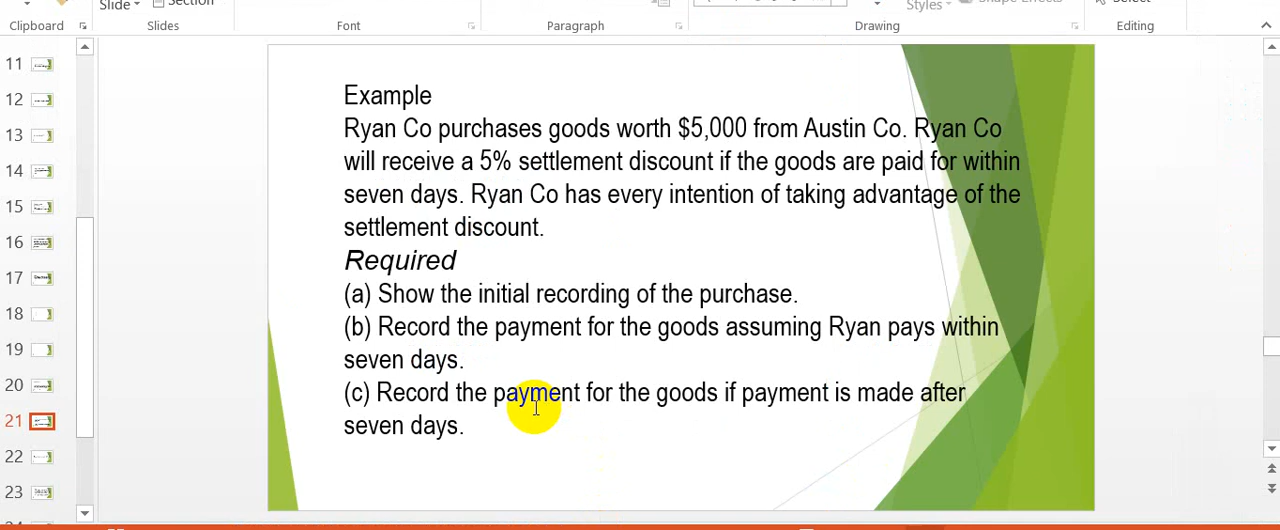 Slide
Section
Styles
Shape Effects
Select
Clipboard
Slides
Font
Paragraph
Drawing
Editing
11
12
13
14
15
16
17
18
19
20
21
22
23
Example
Ryan Co purchases goods worth $5,000 from Austin Co. Ryan Co
will receive a 5% settlement discount if the goods are paid for within
seven days. Ryan Co has every intention of taking advantage of the
settlement discount.
Required
(a) Show the initial recording of the purchase.
(b) Record the payment for the goods assuming Ryan pays within
seven days.
(c) Record the payment for the goods if payment is made after
seven days.